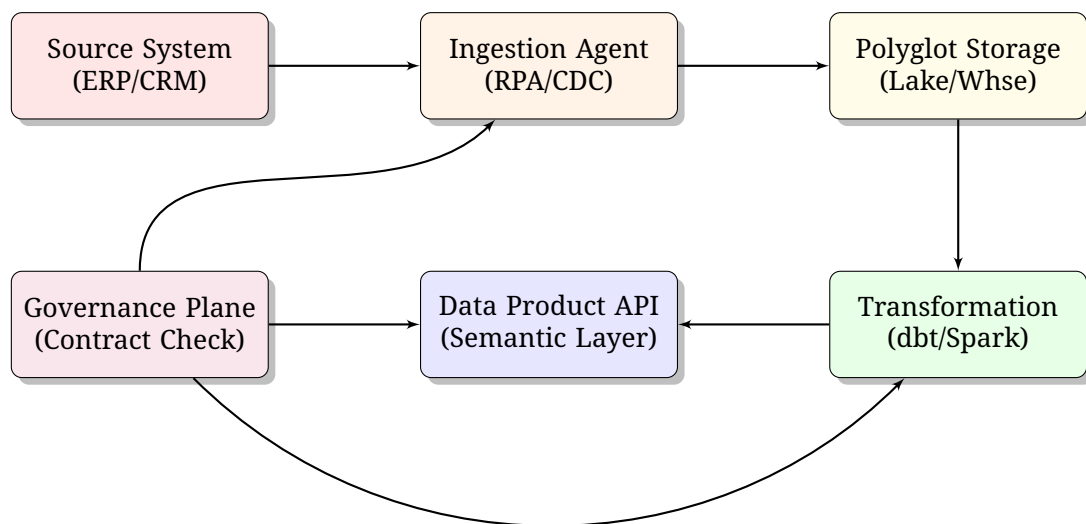 Source System
(ERP/CRM)
Ingestion Agent
(RPA/CDC)
Polyglot Storage
(Lake/Whse)
Governance Plane
(Contract Check)
Data Product API
(Semantic Layer)
Transformation
(dbt/Spark)